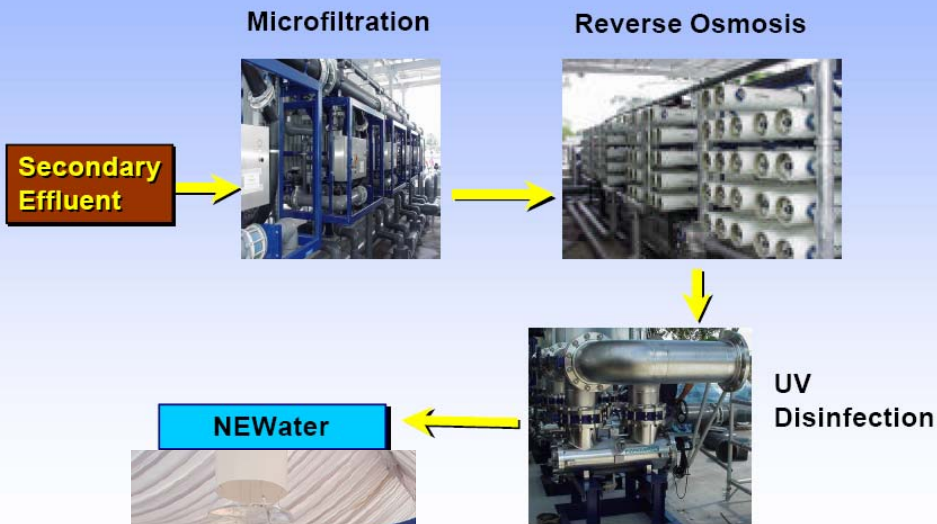 Microfiltration
Reverse Osmosis
Secondary
Effluent
UV
Disinfection
NEWater